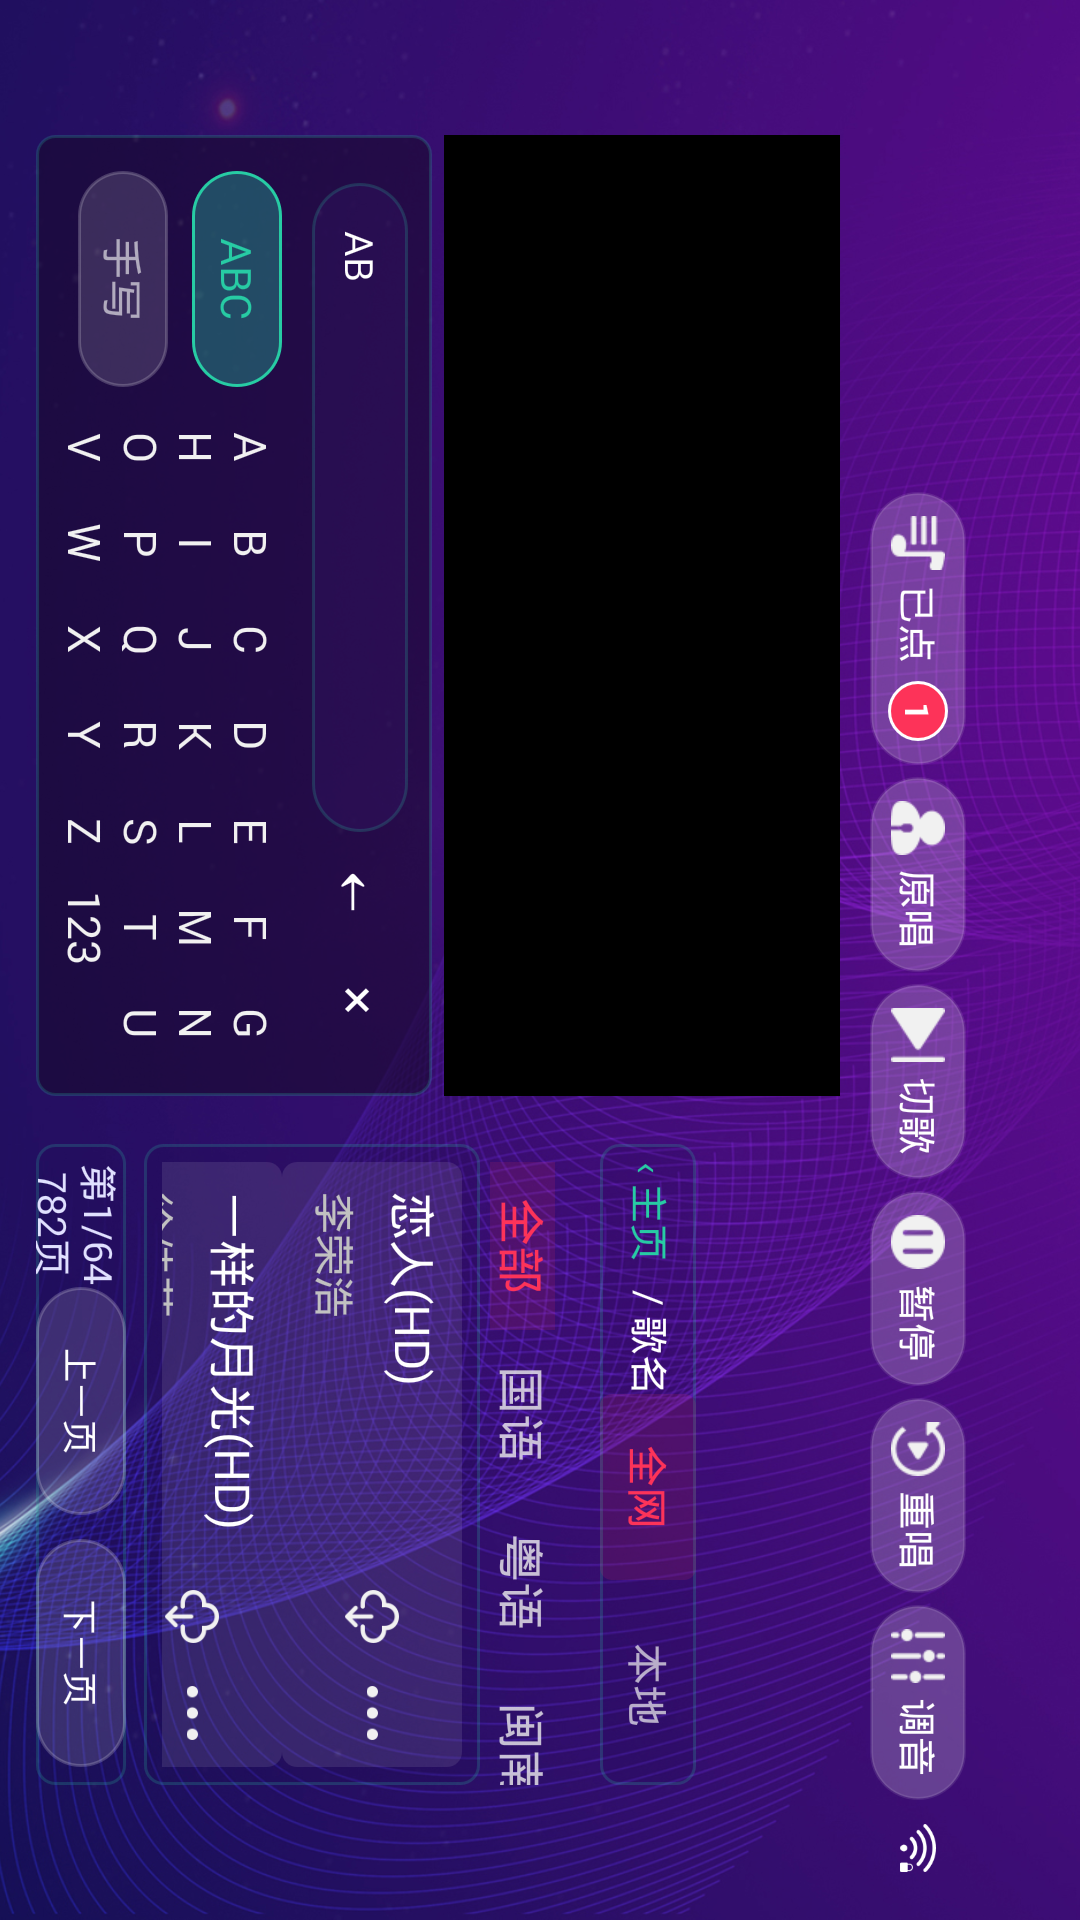 已点 1
原唱
切歌
暂停
重唱
调音
AB
ABC
手写
A B C D E F G
H I J K L M N
O P Q R S T U
V W X Y Z 123
‹ 主页 / 歌名
全网
本地
全部
国语
粤语
闽南
恋人(HD)
李荣浩
一样的月光(HD)
第1/64
782页
上一页
下一页